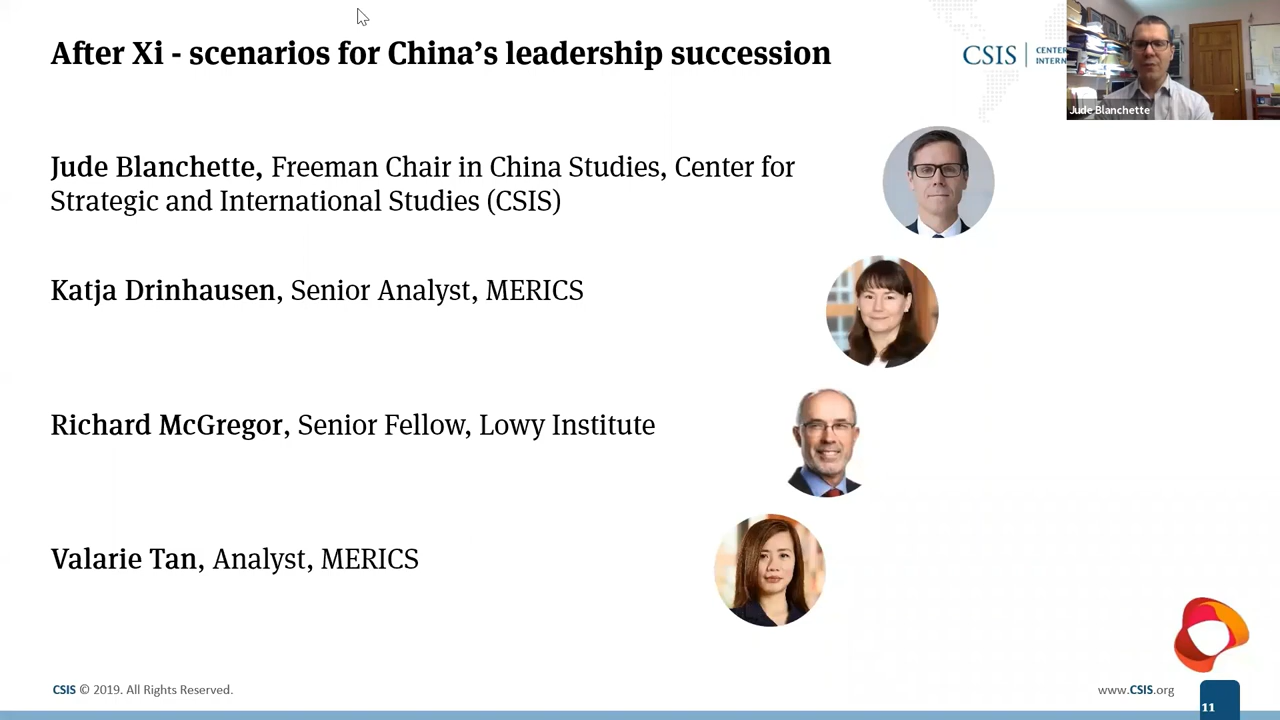 After Xi - scenarios for China’s leadership succession
CSIS
CENTER
INTERN
Jude Blanchette
Jude Blanchette, Freeman Chair in China Studies, Center for
Strategic and International Studies (CSIS)
Katja Drinhausen, Senior Analyst, MERICS
Richard McGregor, Senior Fellow, Lowy Institute
Valarie Tan, Analyst, MERICS
CSIS © 2019. All Rights Reserved.
www.CSIS.org
11